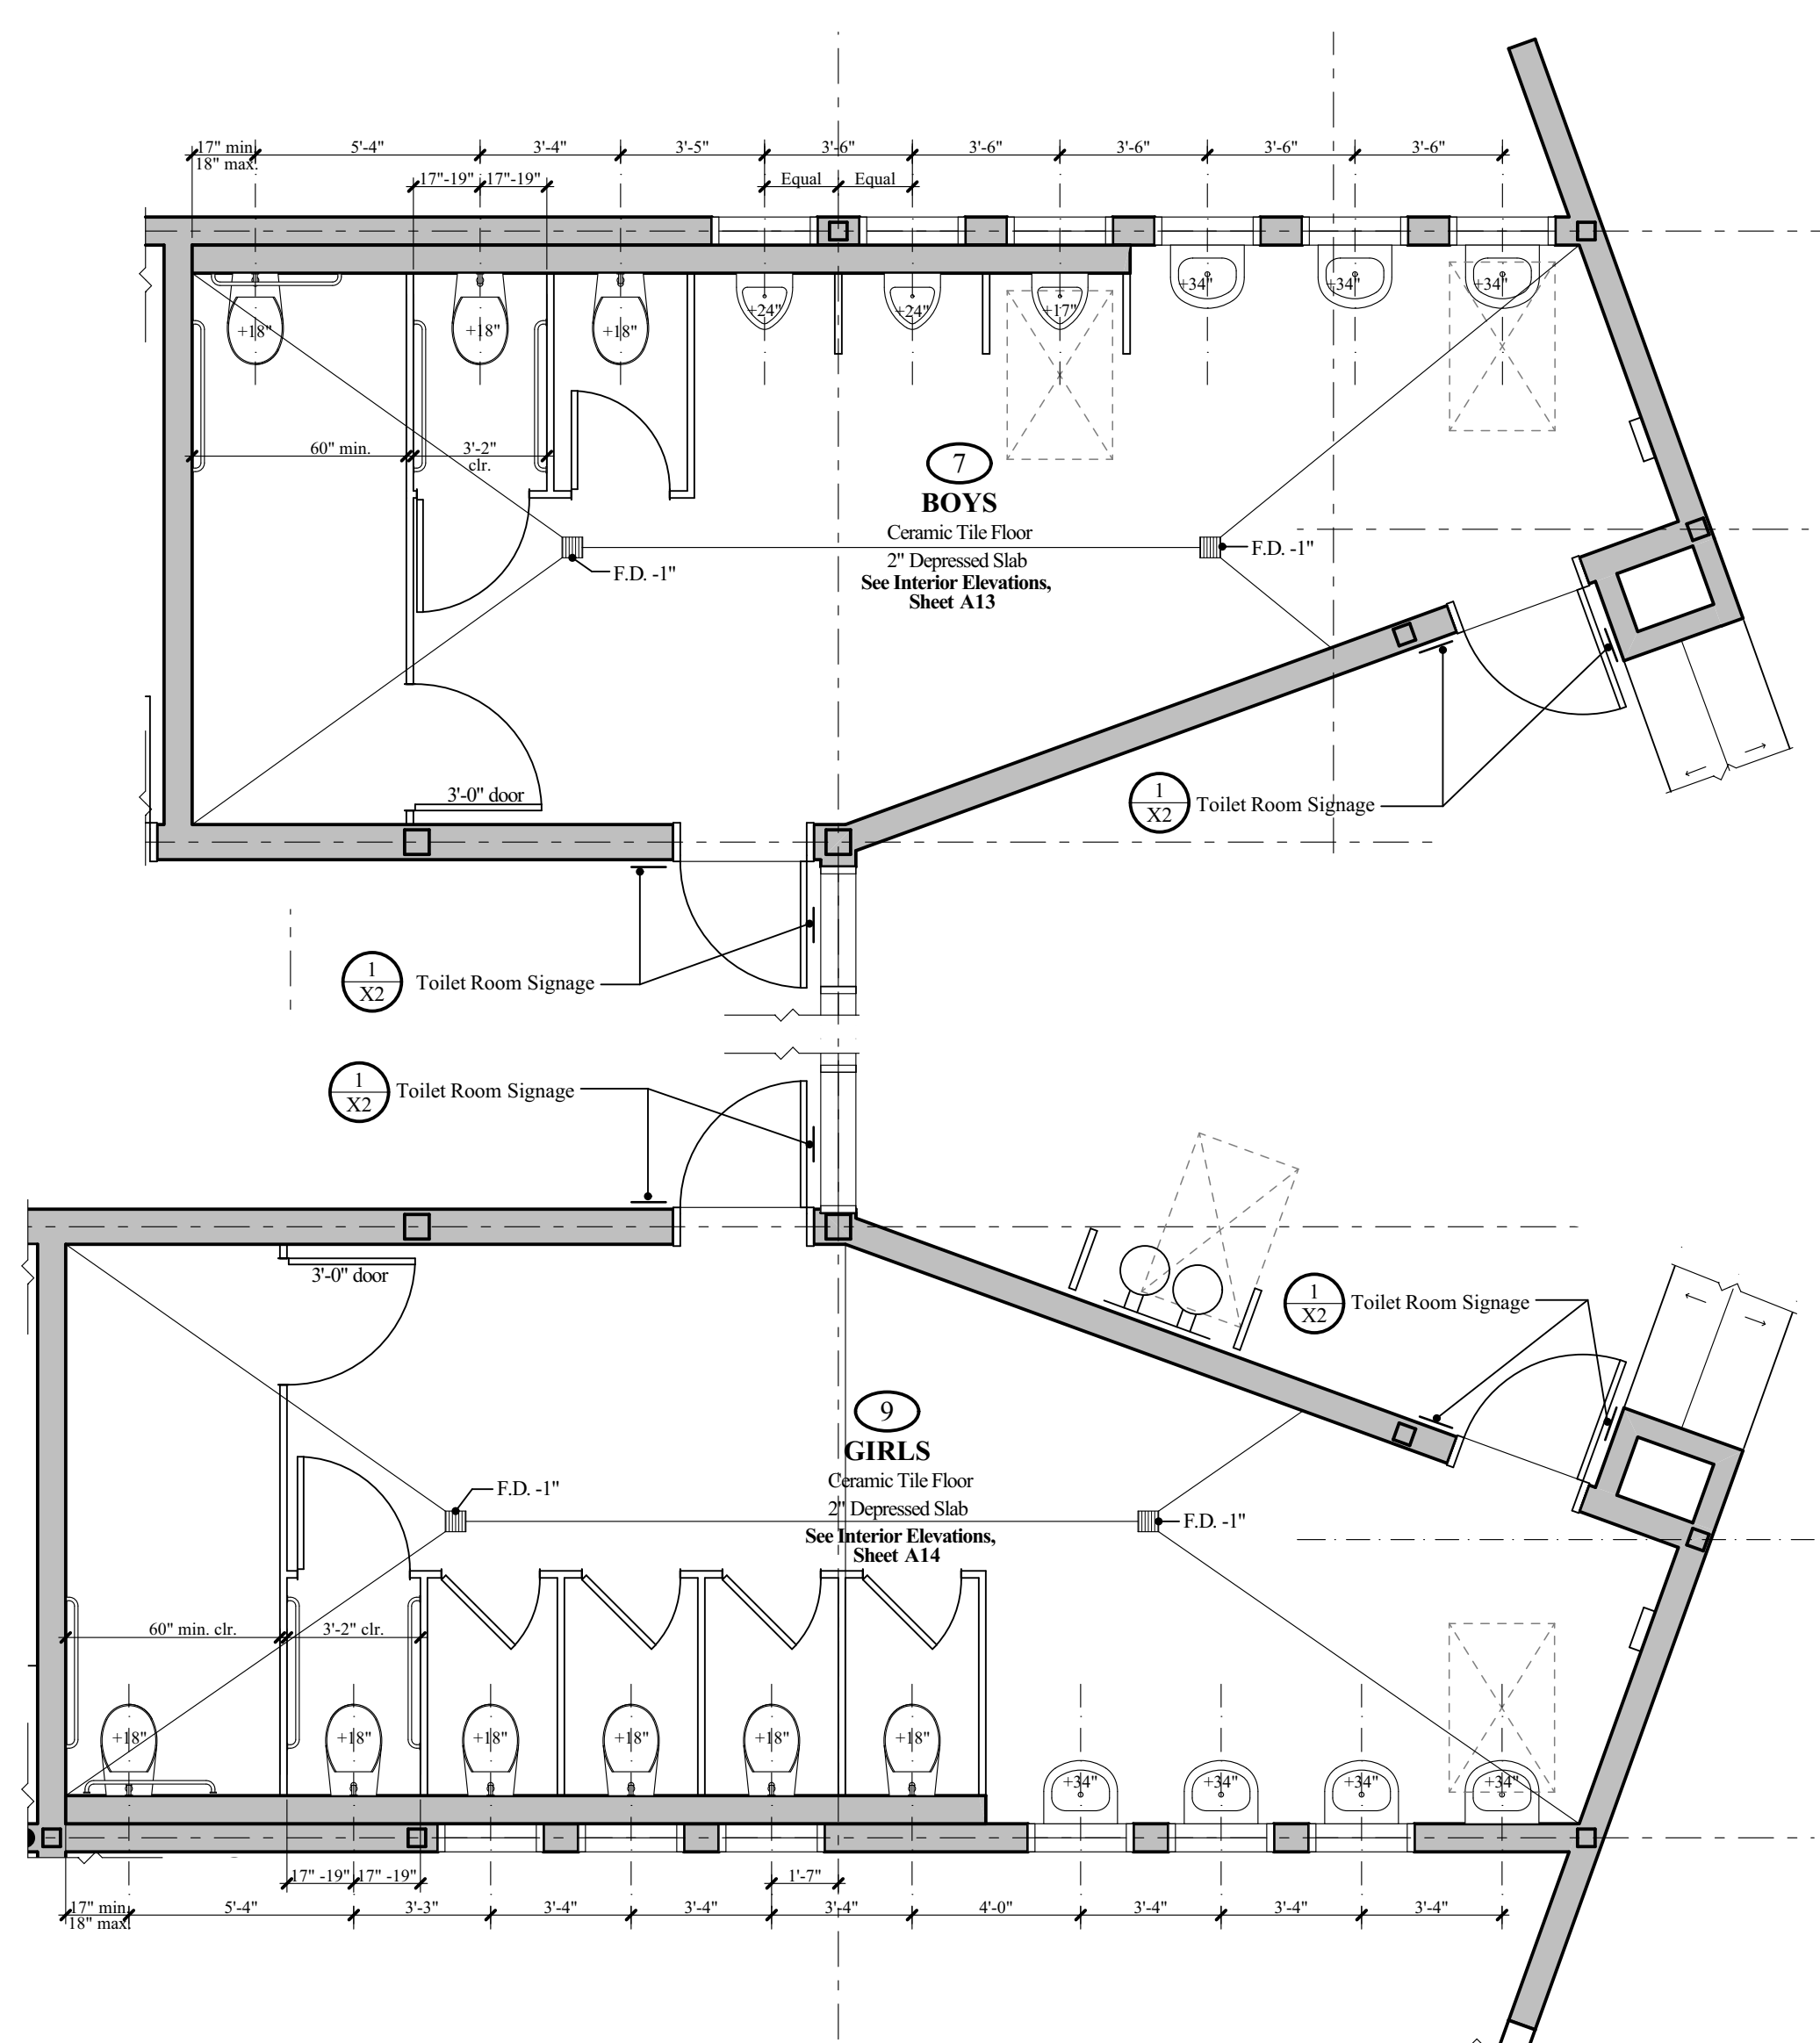 17" min.
18" max.
5'-4"
3'-4"
3'-5"
3'-6"
3'-6"
3'-6"
3'-6"
3'-6"
17"-19"
17"-19"
Equal
Equal
+18"
+18"
+18"
+24"
+24"
+17"
+34"
+34"
+34"
60" min.
3'-2"
clr.
7
BOYS
Ceramic Tile Floor
2" Depressed Slab
See Interior Elevations,
Sheet A13
F.D. -1"
F.D. -1"
3'-0" door
1
X2
Toilet Room Signage
1
X2
Toilet Room Signage
1
X2
Toilet Room Signage
3'-0" door
1
X2
Toilet Room Signage
9
GIRLS
Ceramic Tile Floor
2" Depressed Slab
See Interior Elevations,
Sheet A14
F.D. -1"
F.D. -1"
60" min. clr.
3'-2" clr.
+18"
+18"
+18"
+18"
+18"
+18"
+34"
+34"
+34"
+34"
17" -19"
17" -19"
1'-7"
17" min.
18" max.
5'-4"
3'-3"
3'-4"
3'-4"
3'-4"
4'-0"
3'-4"
3'-4"
3'-4"